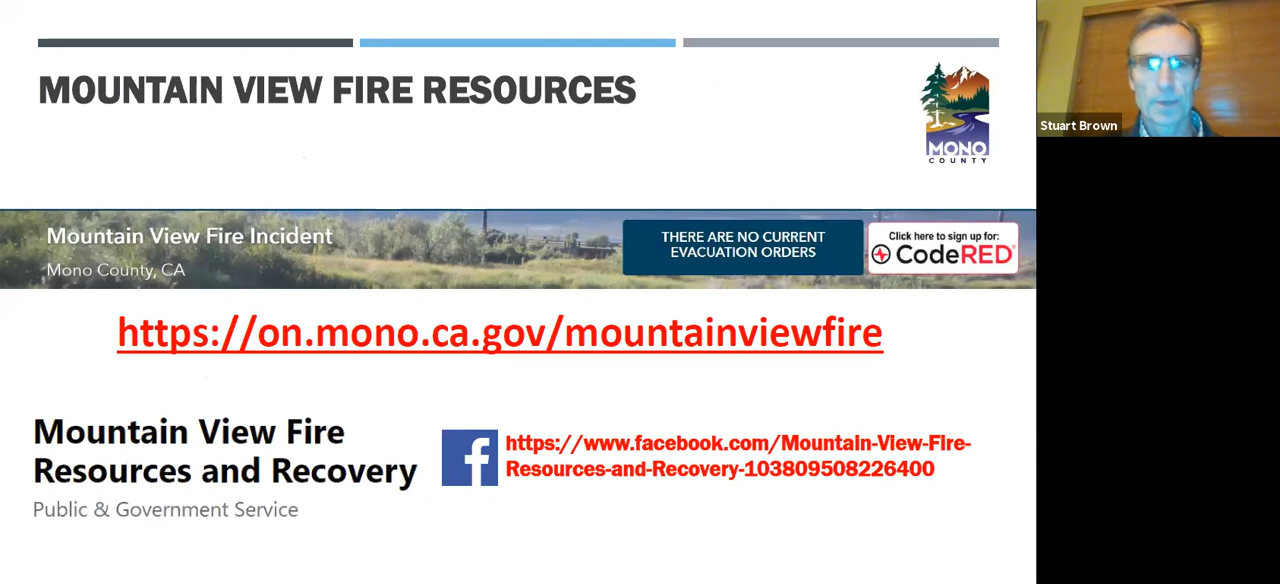 MOUNTAIN VIEW FIRE RESOURCES
MONO
COUNTY
Stuart Brown
Mountain View Fire Incident
Mono County, CA
THERE ARE NO CURRENT
EVACUATION ORDERS
Click here to sign up for:
CodeRED®
https://on.mono.ca.gov/mountainviewfire
Mountain View Fire
Resources and Recovery
Public & Government Service
f
https://www.facebook.com/Mountain-View-Fire-
Resources-and-Recovery-103809508226400